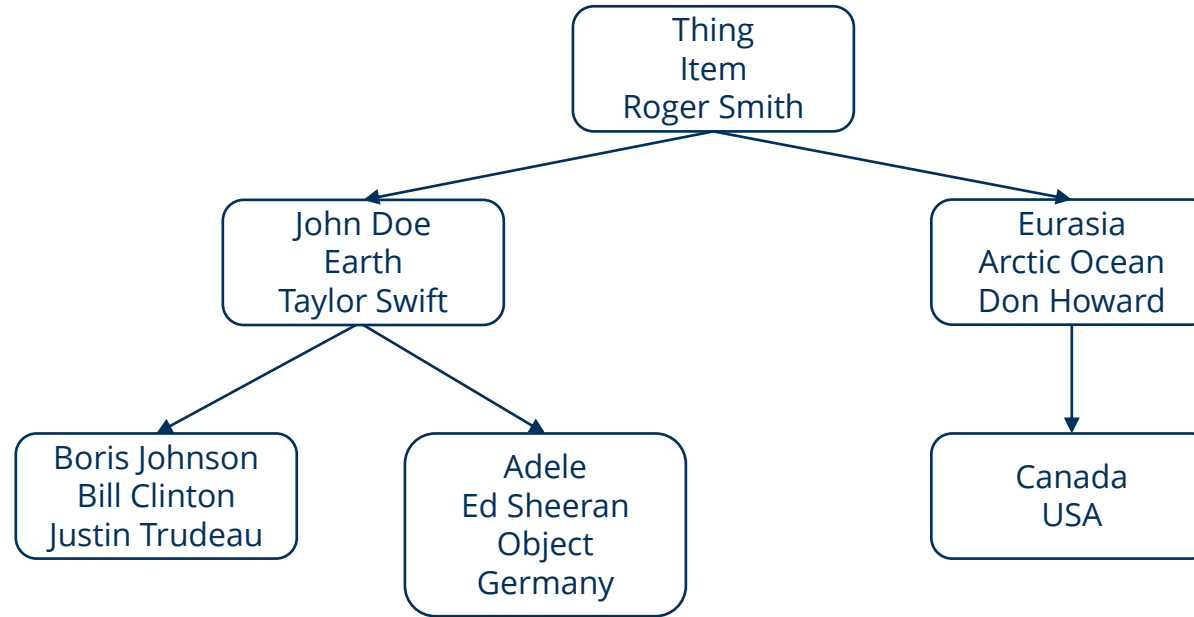 Thing
Item
Roger Smith
John Doe
Earth
Taylor Swift
Eurasia
Arctic Ocean
Don Howard
Boris Johnson
Bill Clinton
Justin Trudeau
Adele
Ed Sheeran
Object
Germany
Canada
USA